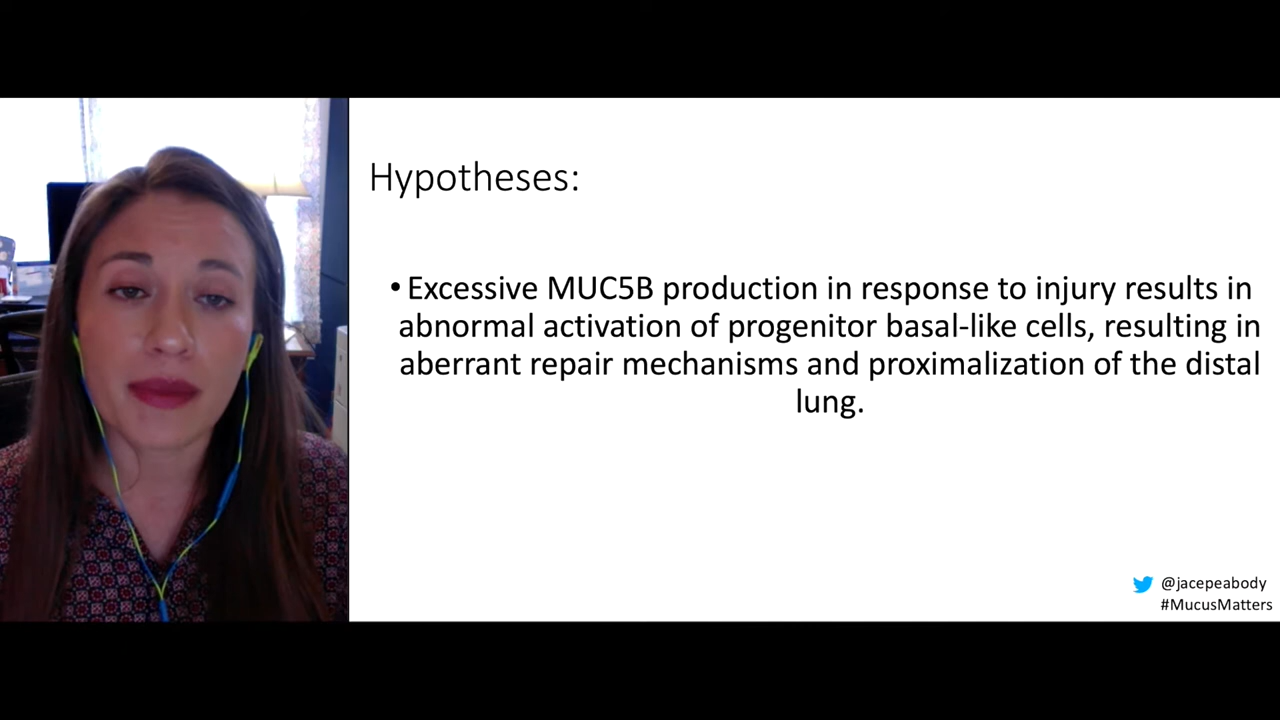 Hypotheses:
• Excessive MUC5B production in response to injury results in
abnormal activation of progenitor basal-like cells, resulting in
aberrant repair mechanisms and proximalization of the distal
lung.
@jacepeabody
#MucusMatters